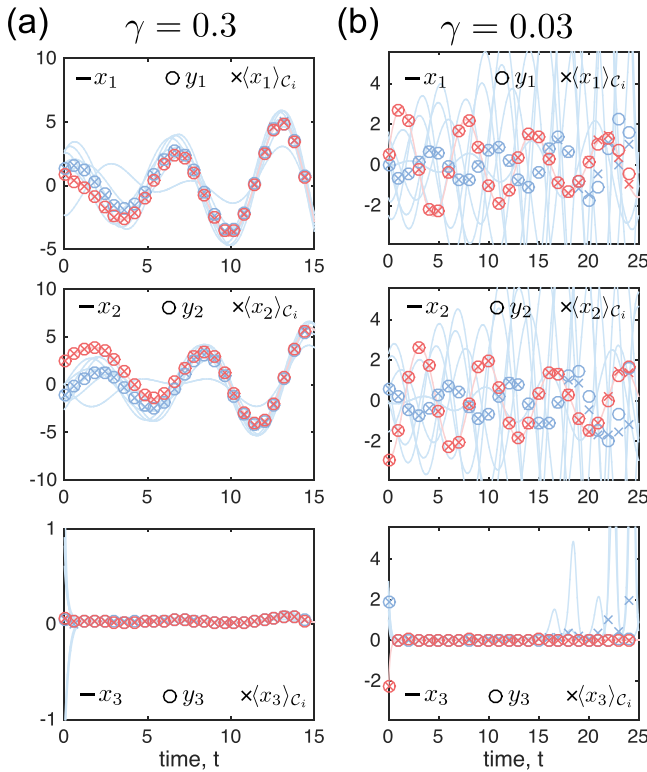 (a) γ = 0.3 (b) γ = 0.03
10
5
0
-5
x₁ y₁ ⟨x₁⟩𝒞ᵢ
0 5 10 15
4
2
0
-2
x₁ y₁ ⟨x₁⟩𝒞ᵢ
0 5 10 15 20 25
10
5
0
-5
-10
x₂ y₂ ⟨x₂⟩𝒞ᵢ
0 5 10 15
4
2
0
-2
x₂ y₂ ⟨x₂⟩𝒞ᵢ
0 5 10 15 20 25
1
0
-1
x₃ y₃ ⟨x₃⟩𝒞ᵢ
0 5 10 15
time, t
4
2
0
-2
x₃ y₃ ⟨x₃⟩𝒞ᵢ
0 5 10 15 20 25
time, t